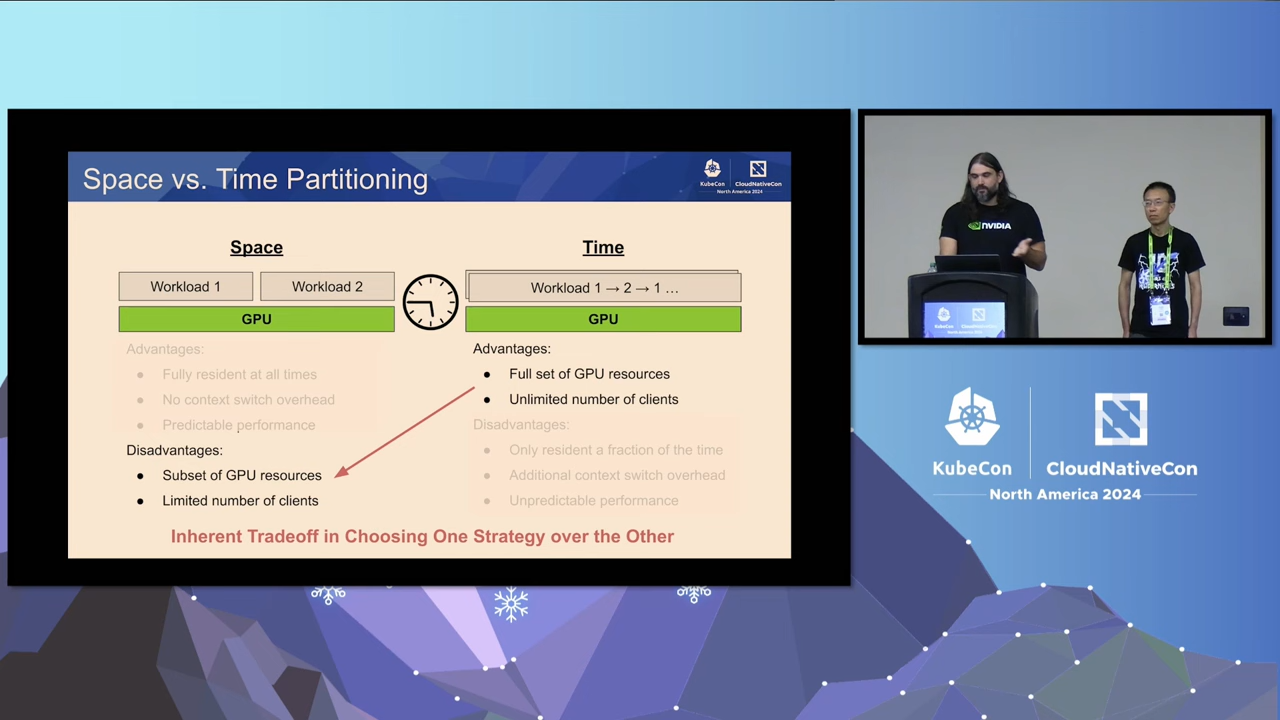 Space vs. Time Partitioning
KubeCon
CloudNativeCon
North America 2024
Space
Workload 1
Workload 2
GPU
Advantages:
● Fully resident at all times
● No context switch overhead
● Predictable performance
Disadvantages:
● Subset of GPU resources
● Limited number of clients
Time
Workload 1 → 2 → 1 …
GPU
Advantages:
● Full set of GPU resources
● Unlimited number of clients
Disadvantages:
● Only resident a fraction of the time
● Additional context switch overhead
● Unpredictable performance
Inherent Tradeoff in Choosing One Strategy over the Other
NVIDIA
KubeCon
CloudNativeCon
North America 2024